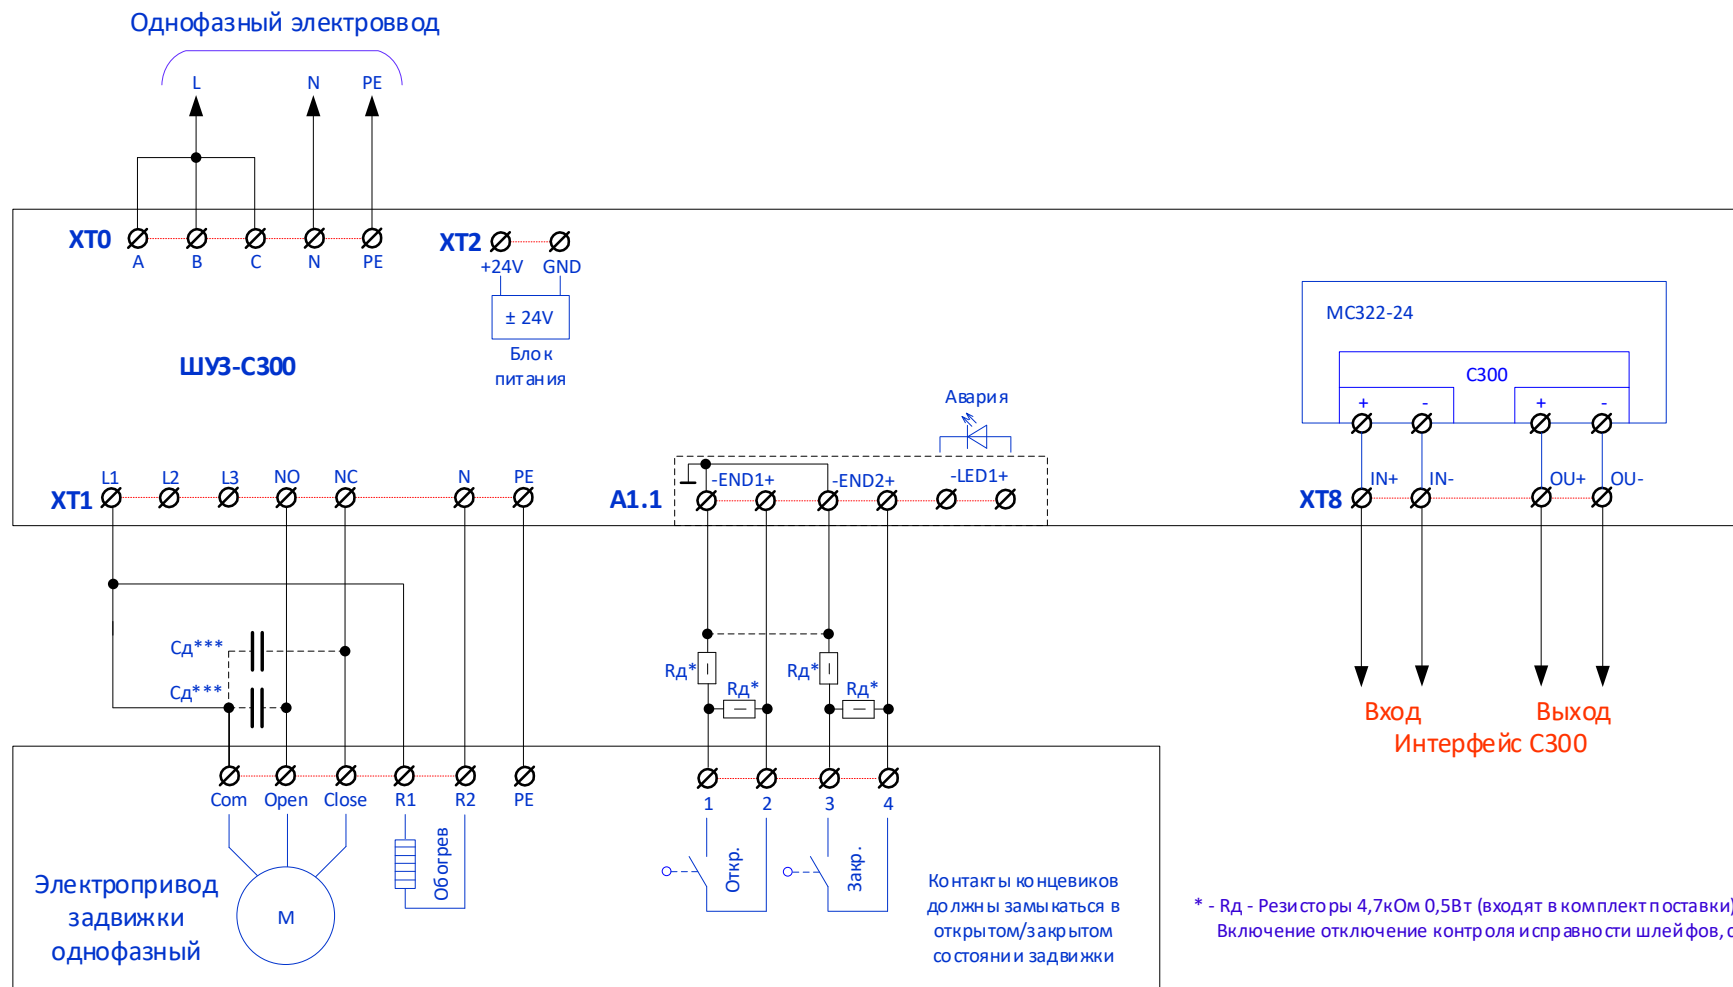 Однофазный электроввод
L N PE
XT0
A B C N PE
XT2
+24V GND
± 24V
Блок
питания
ШУЗ-С300
МС322-24
С300
+ - + -
Авария
L1 L2 L3 NO NC N PE
XT1
-END1+ -END2+ -LED1+
A1.1
IN+ IN- OU+ OU-
XT8
Сд***
Сд***
Rд* Rд* Rд* Rд*
Вход Выход
Интерфейс С300
Com Open Close R1 R2 PE
1 2 3 4
Обогрев
Откр.
Закр.
Электропривод
задвижки
однофазный
М
Контакты концевиков
должны замыкаться в
открытом/закрытом
состоянии задвижки
* - Rд - Резисторы 4,7кОм 0,5Вт (входят в комплект поставки)
Включение отключение контроля исправности шлейфов, с